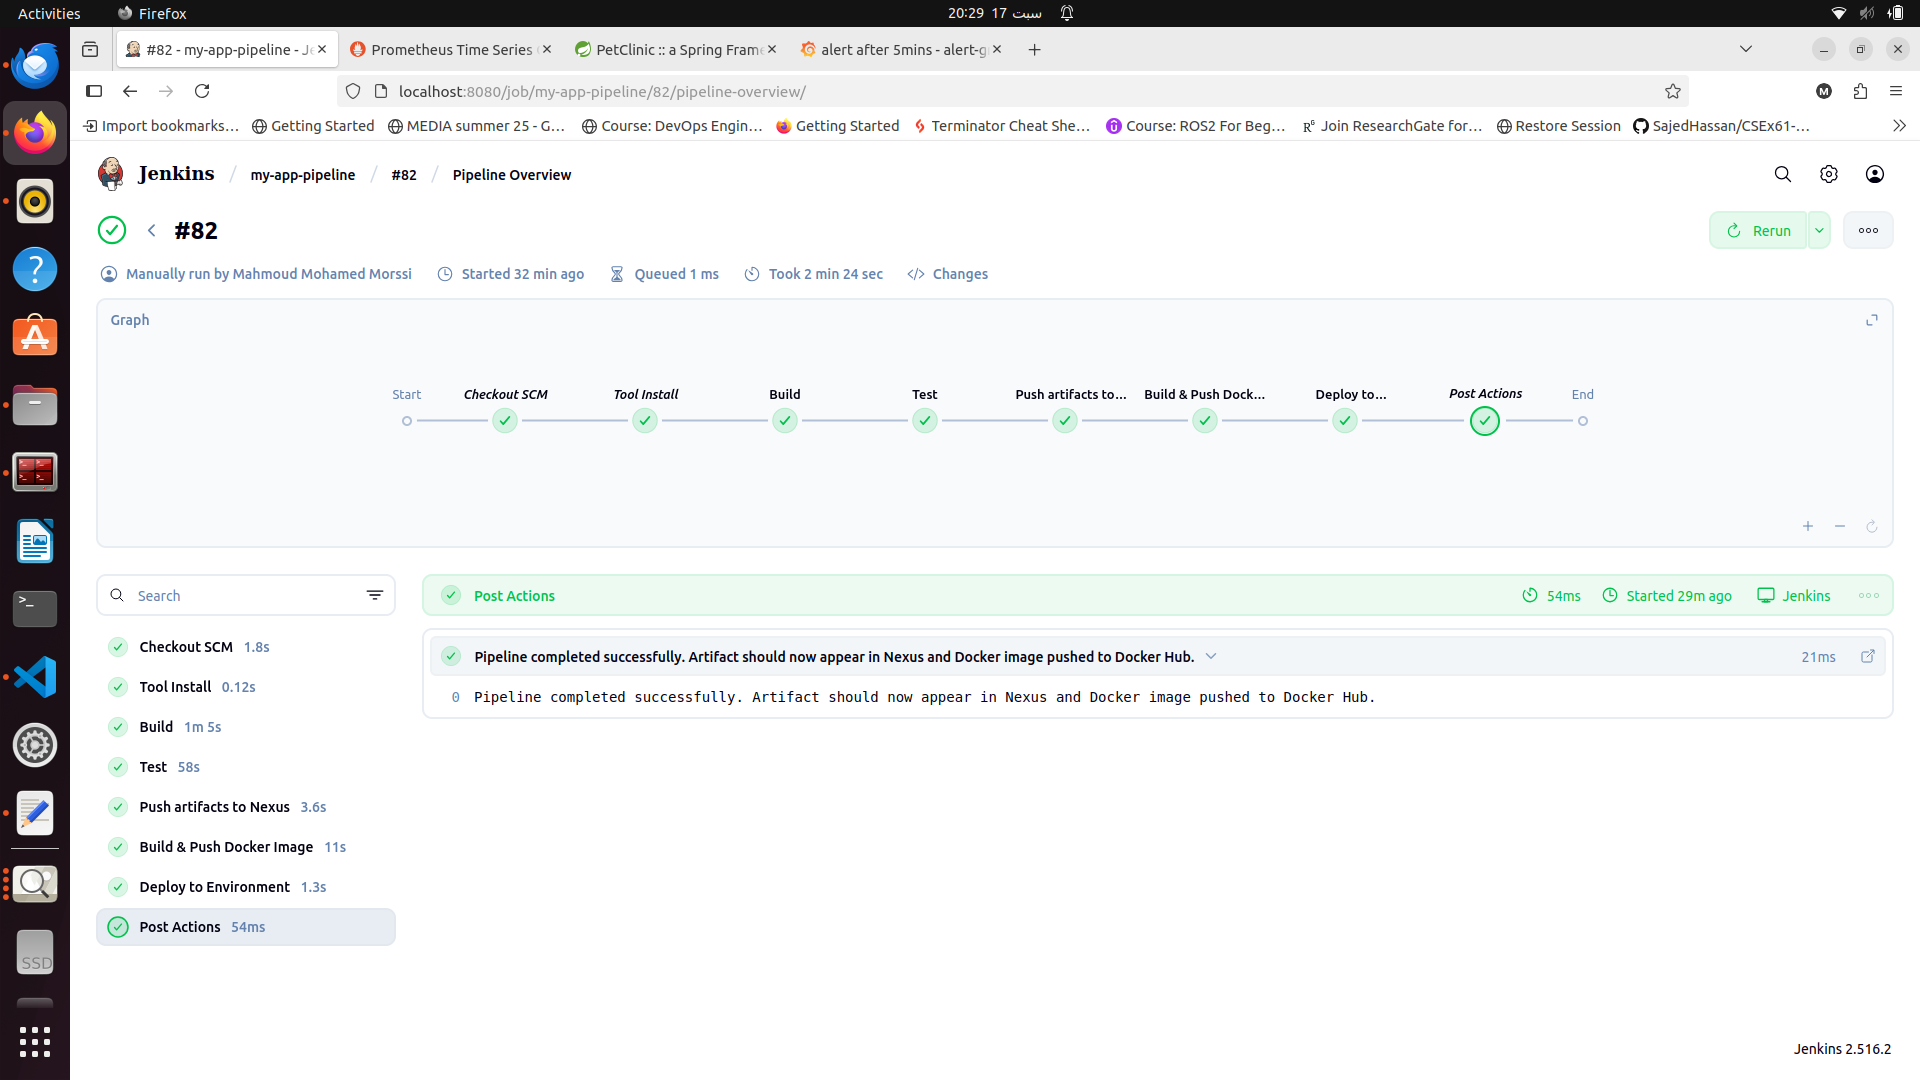 Activities Firefox 20:29 17 سبت
#82 - my-app-pipeline - Je Prometheus Time Series C PetClinic :: a Spring Frame alert after 5mins - alert-g
localhost:8080/job/my-app-pipeline/82/pipeline-overview/ M
Import bookmarks... Getting Started MEDIA summer 25 - G... Course: DevOps Engin... Getting Started Terminator Cheat She... Course: ROS2 For Beg... R⁶ Join ResearchGate for... Restore Session SajedHassan/CSEx61-...
Jenkins / my-app-pipeline / #82 / Pipeline Overview
#82 Rerun
Manually run by Mahmoud Mohamed Morssi Started 32 min ago Queued 1 ms Took 2 min 24 sec Changes
Graph
Start Checkout SCM Tool Install Build Test Push artifacts to... Build & Push Dock... Deploy to... Post Actions End
Search
Post Actions 54ms Started 29m ago Jenkins
Checkout SCM 1.8s
Tool Install 0.12s
Build 1m 5s
Test 58s
Push artifacts to Nexus 3.6s
Build & Push Docker Image 11s
Deploy to Environment 1.3s
Post Actions 54ms
Pipeline completed successfully. Artifact should now appear in Nexus and Docker image pushed to Docker Hub. 21ms
0 Pipeline completed successfully. Artifact should now appear in Nexus and Docker image pushed to Docker Hub.
SSD
Jenkins 2.516.2